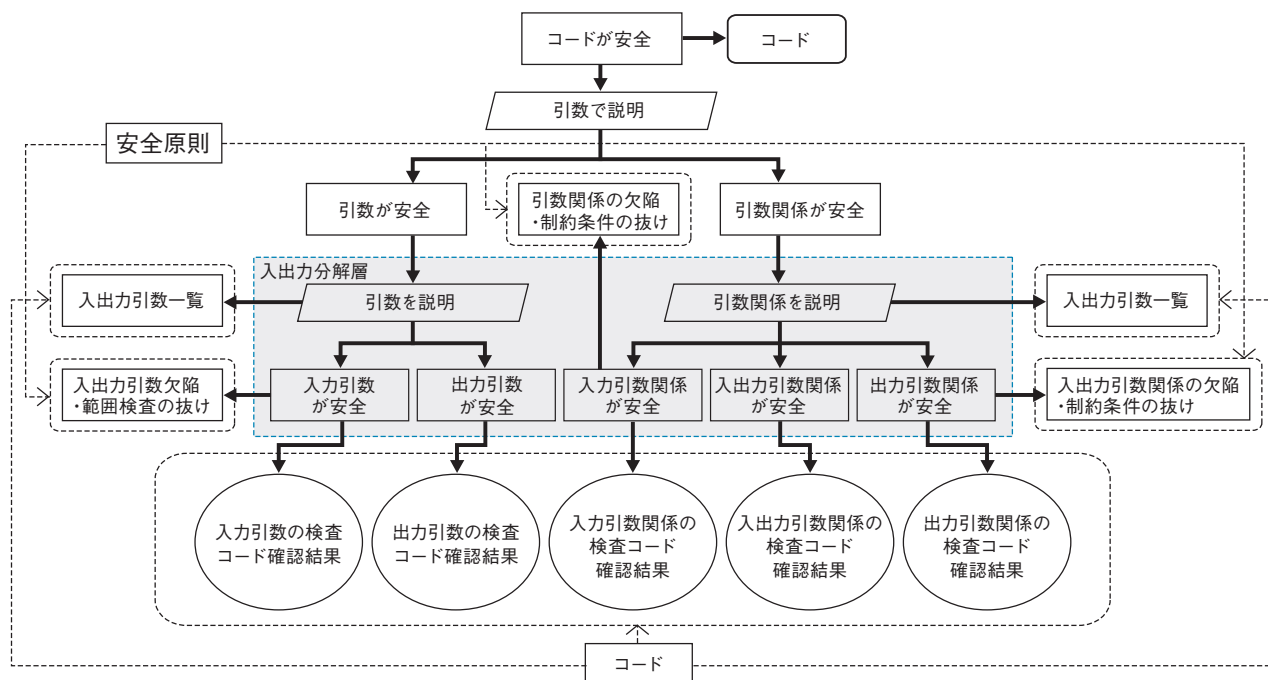 コードが安全
コード
引数で説明
安全原則
引数が安全
引数関係の欠陥
・制約条件の抜け
引数関係が安全
入出力分解層
入出力引数一覧
引数を説明
引数関係を説明
入出力引数一覧
入出力引数欠陥
・範囲検査の抜け
入力引数
が安全
出力引数
が安全
入力引数関係
が安全
入出力引数関係
が安全
出力引数関係
が安全
入出力引数関係の欠陥
・制約条件の抜け
入力引数の検査
コード確認結果
出力引数の検査
コード確認結果
入力引数関係の
検査コード
確認結果
入出力引数関係の
検査コード
確認結果
出力引数関係の
検査コード
確認結果
コード